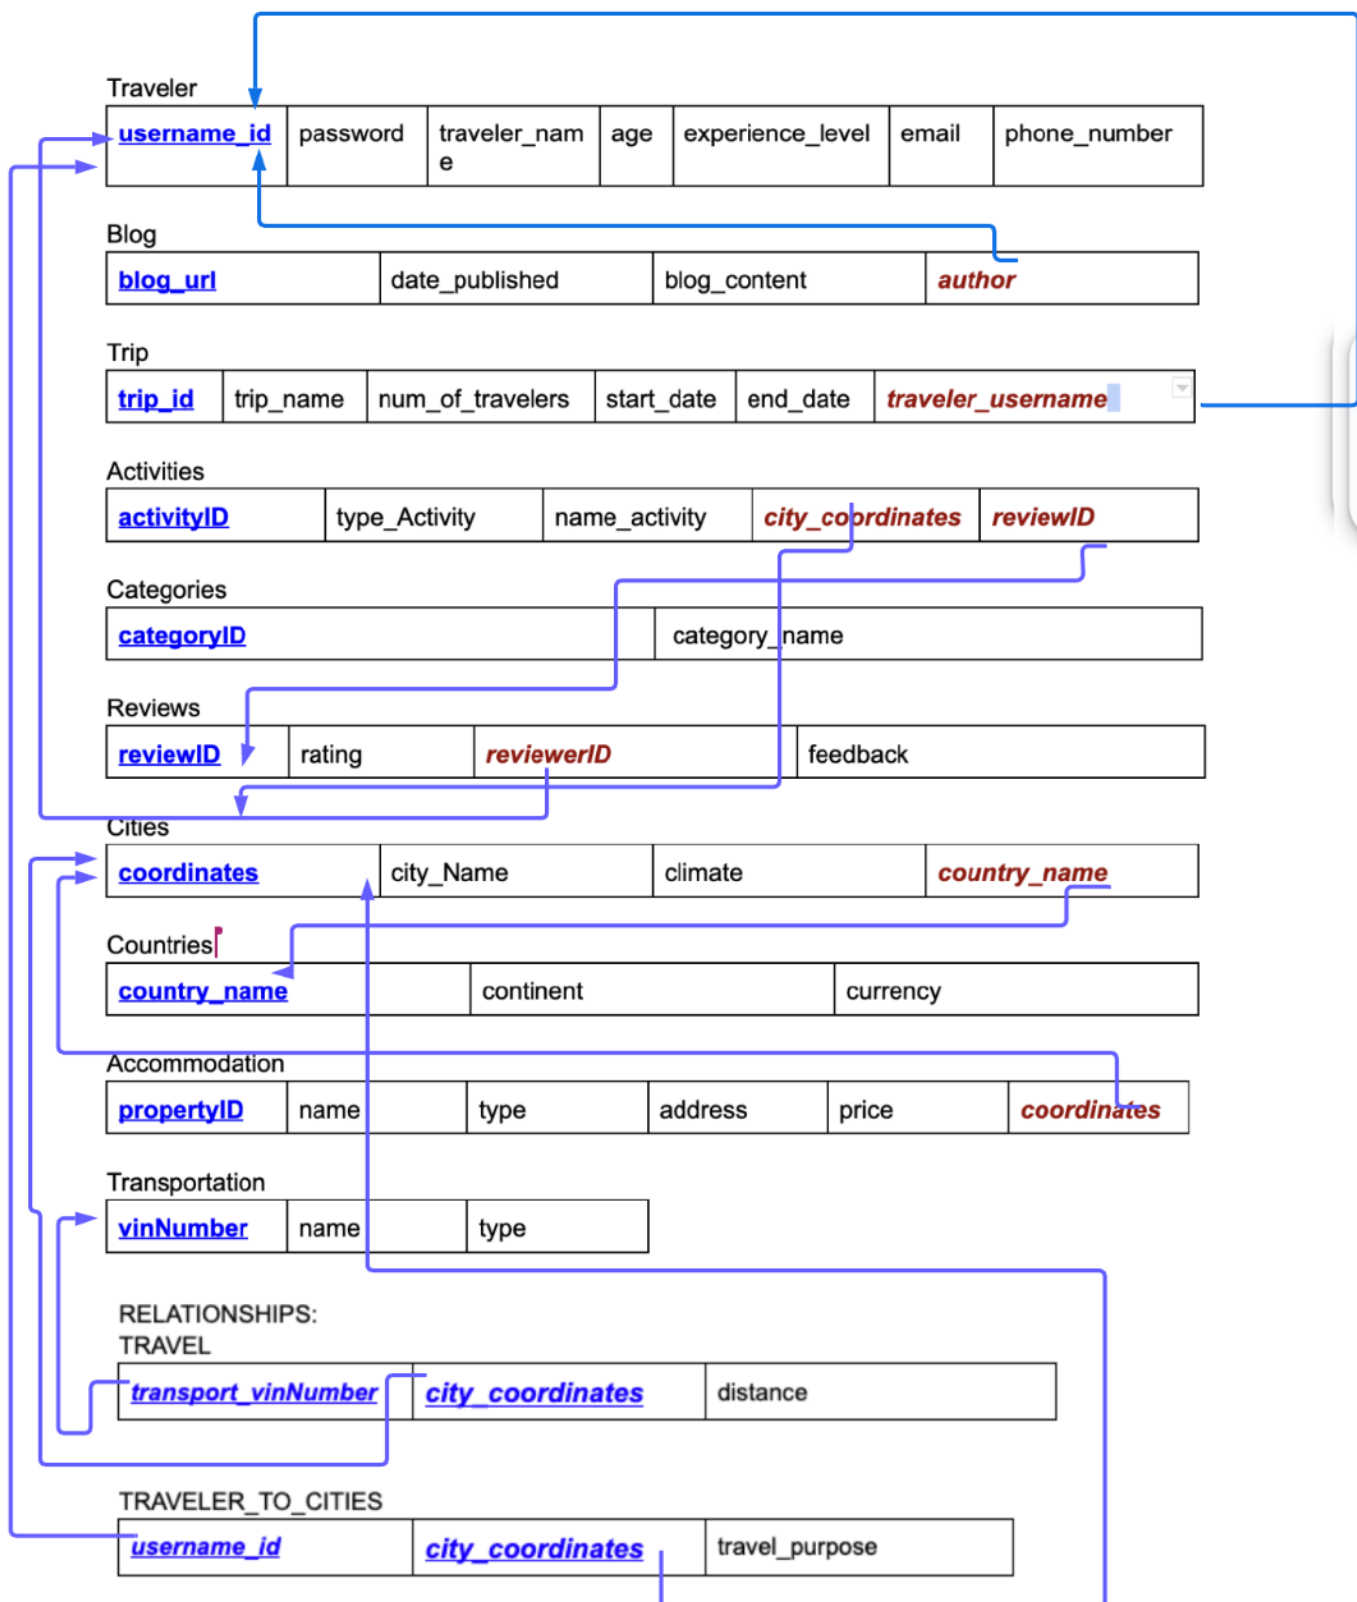 Traveler
username_id password traveler_nam age experience_level email phone_number
e
Blog
blog_url date_published blog_content author
Trip
trip_id trip_name num_of_travelers start_date end_date traveler_username
Activities
activityID type_Activity name_activity city_coordinates reviewID
Categories
categoryID category_name
Reviews
reviewID rating reviewerID feedback
Cities
coordinates city_Name climate country_name
Countries
country_name continent currency
Accommodation
propertyID name type address price coordinates
Transportation
vinNumber name type
RELATIONSHIPS:
TRAVEL
transport_vinNumber city_coordinates distance
TRAVELER_TO_CITIES
username_id city_coordinates travel_purpose